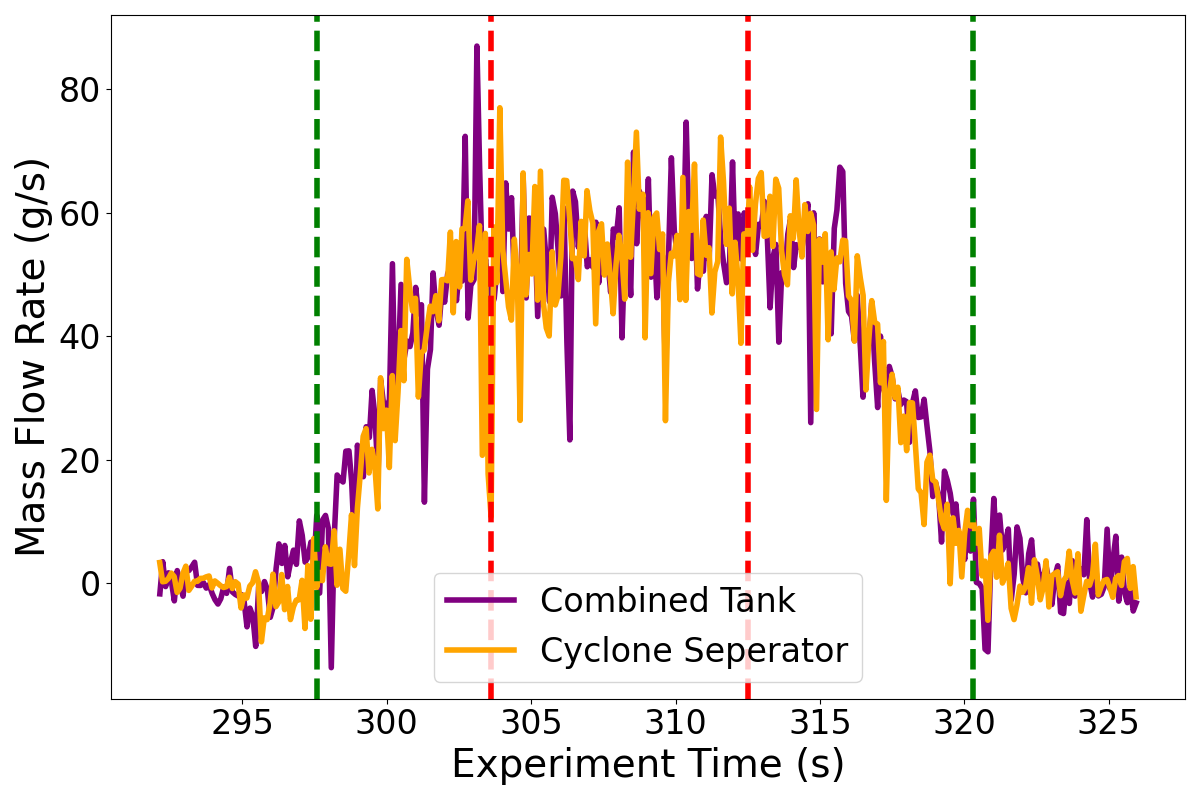 Mass Flow Rate (g/s)
80
60
40
20
0
Combined Tank
Cyclone Seperator
295 300 305 310 315 320 325
Experiment Time (s)